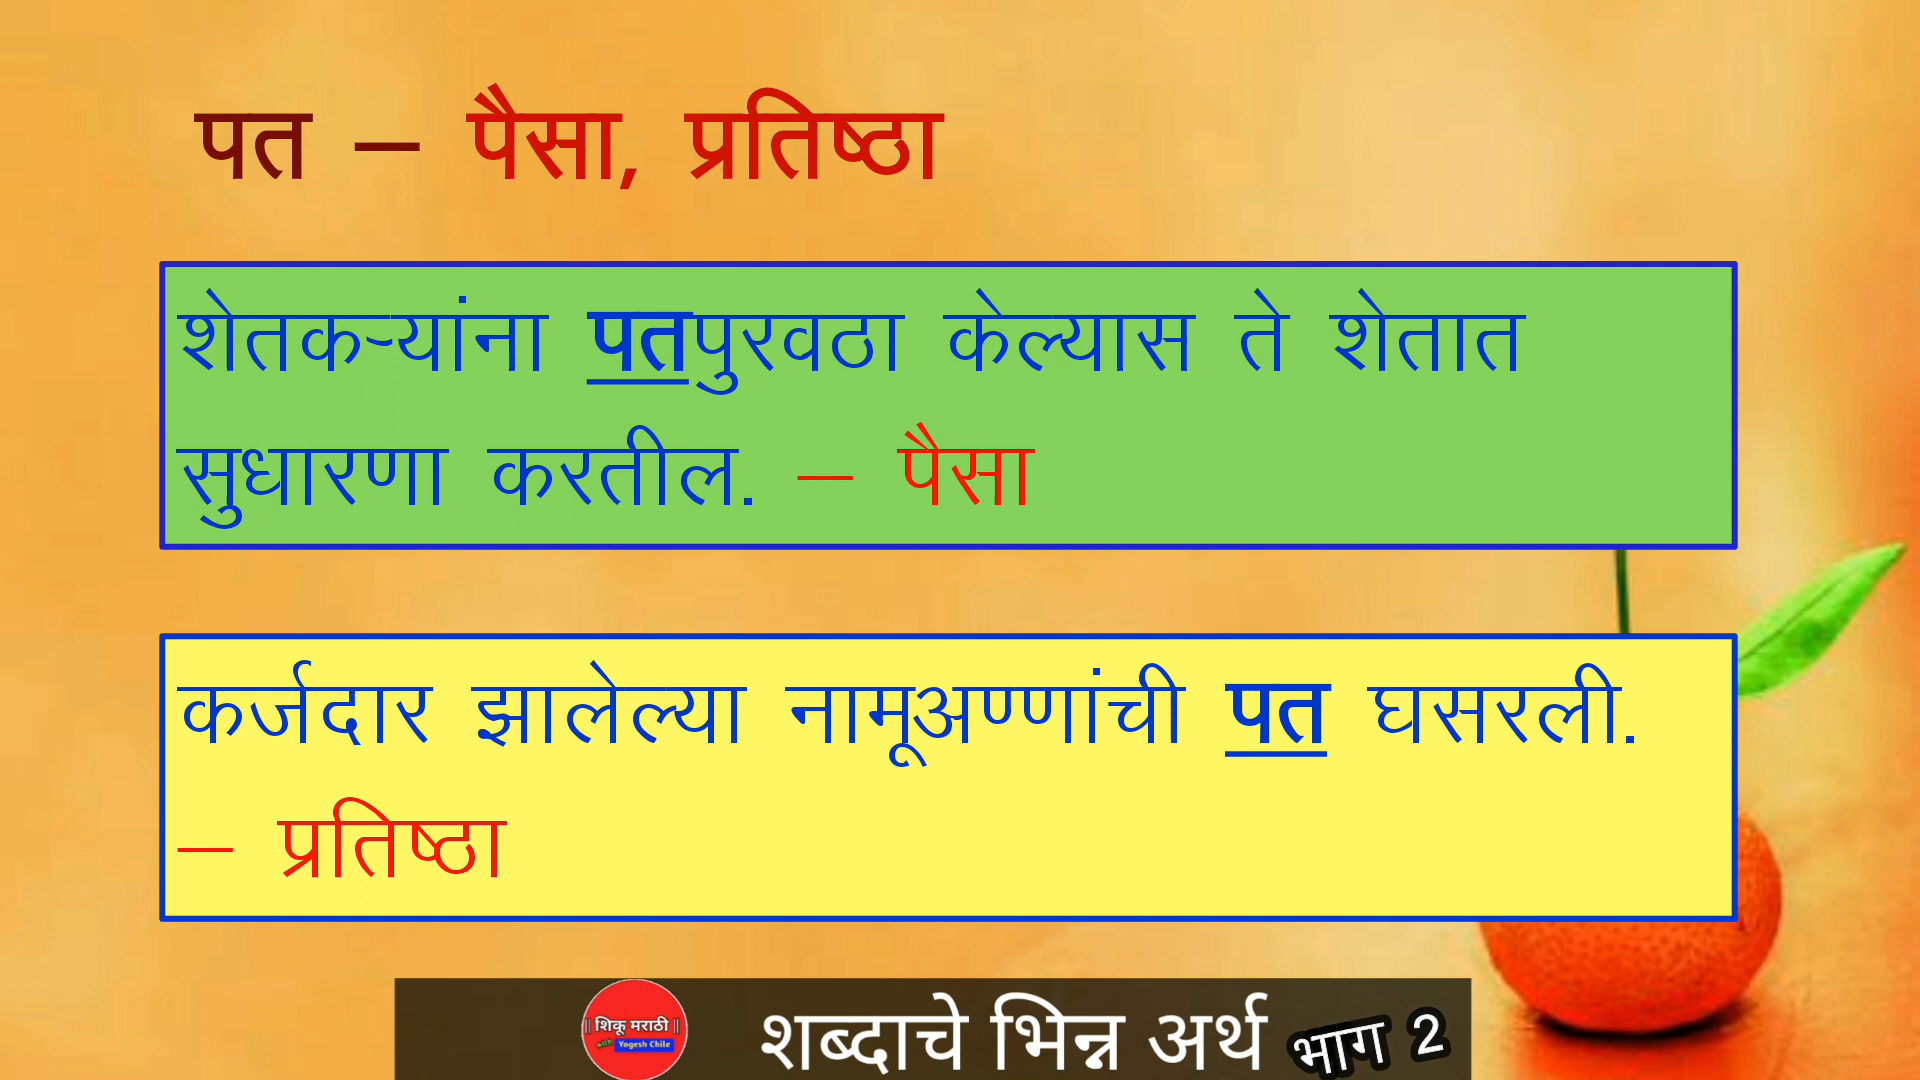 पत – पैसा, प्रतिष्ठा
शेतकऱ्यांना पतपुरवठा केल्यास ते शेतात
सुधारणा करतील. – पैसा
कर्जदार झालेल्या नामूअण्णांची पत घसरली.
– प्रतिष्ठा
|| शिकू मराठी ||
with Yogesh Chile
शब्दाचे भिन्न अर्थ भाग 2